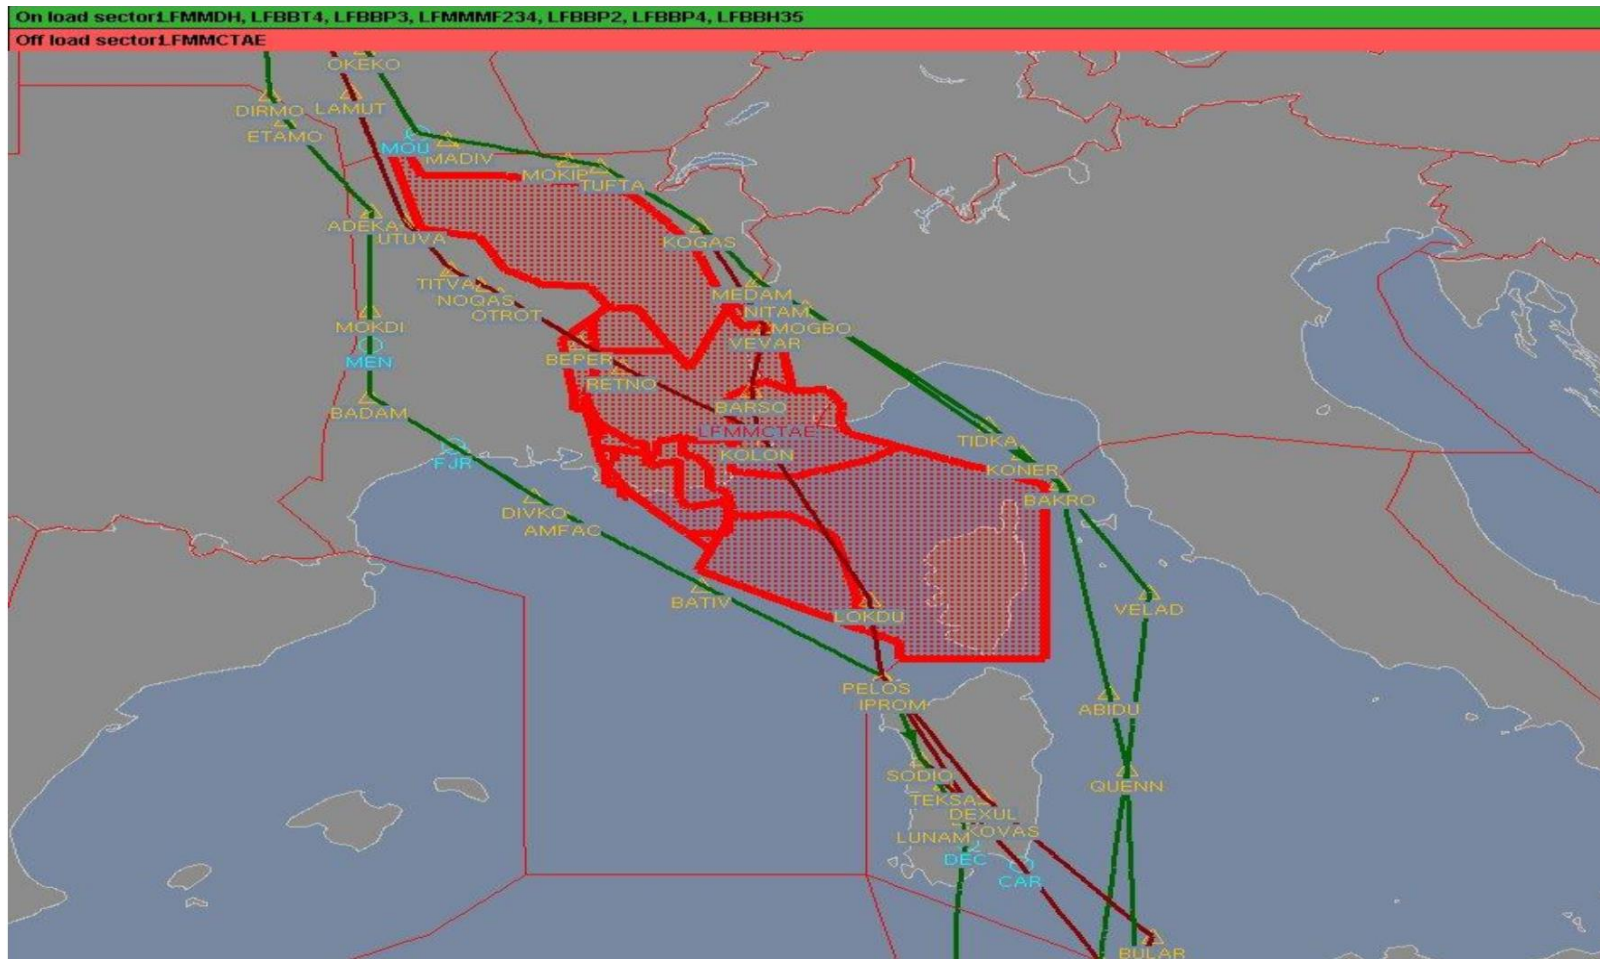 On load sector:LFMMDH, LFBBT4, LFBBP3, LFMMMF234, LFBBP2, LFBBP4, LFBBH35
Off load sector:LFMMCTAE
OKEKO
DIRMO LAMUT
ETAMO
MOU MADIV
MOKIP
TUFTA
ADEKA
UTUVA
KOGAS
TITVA
NOQAS
OTROT
MEDAM
NITAM
MOGBO
VEVAR
MOKDI
MEN
BEPER
RETNO
BADAM
BARSO
LFMMCTAE
KOLON
TIDKA
KONER
BAKRO
FJR
DIVKO
AMFAC
BATIV
LOKDU
VELAD
PELOS
IPROM
ABIDU
SODIO
QUENN
TEKSA
DEXUL
LUNAM KOVAS
DEC
CAR
BULAR